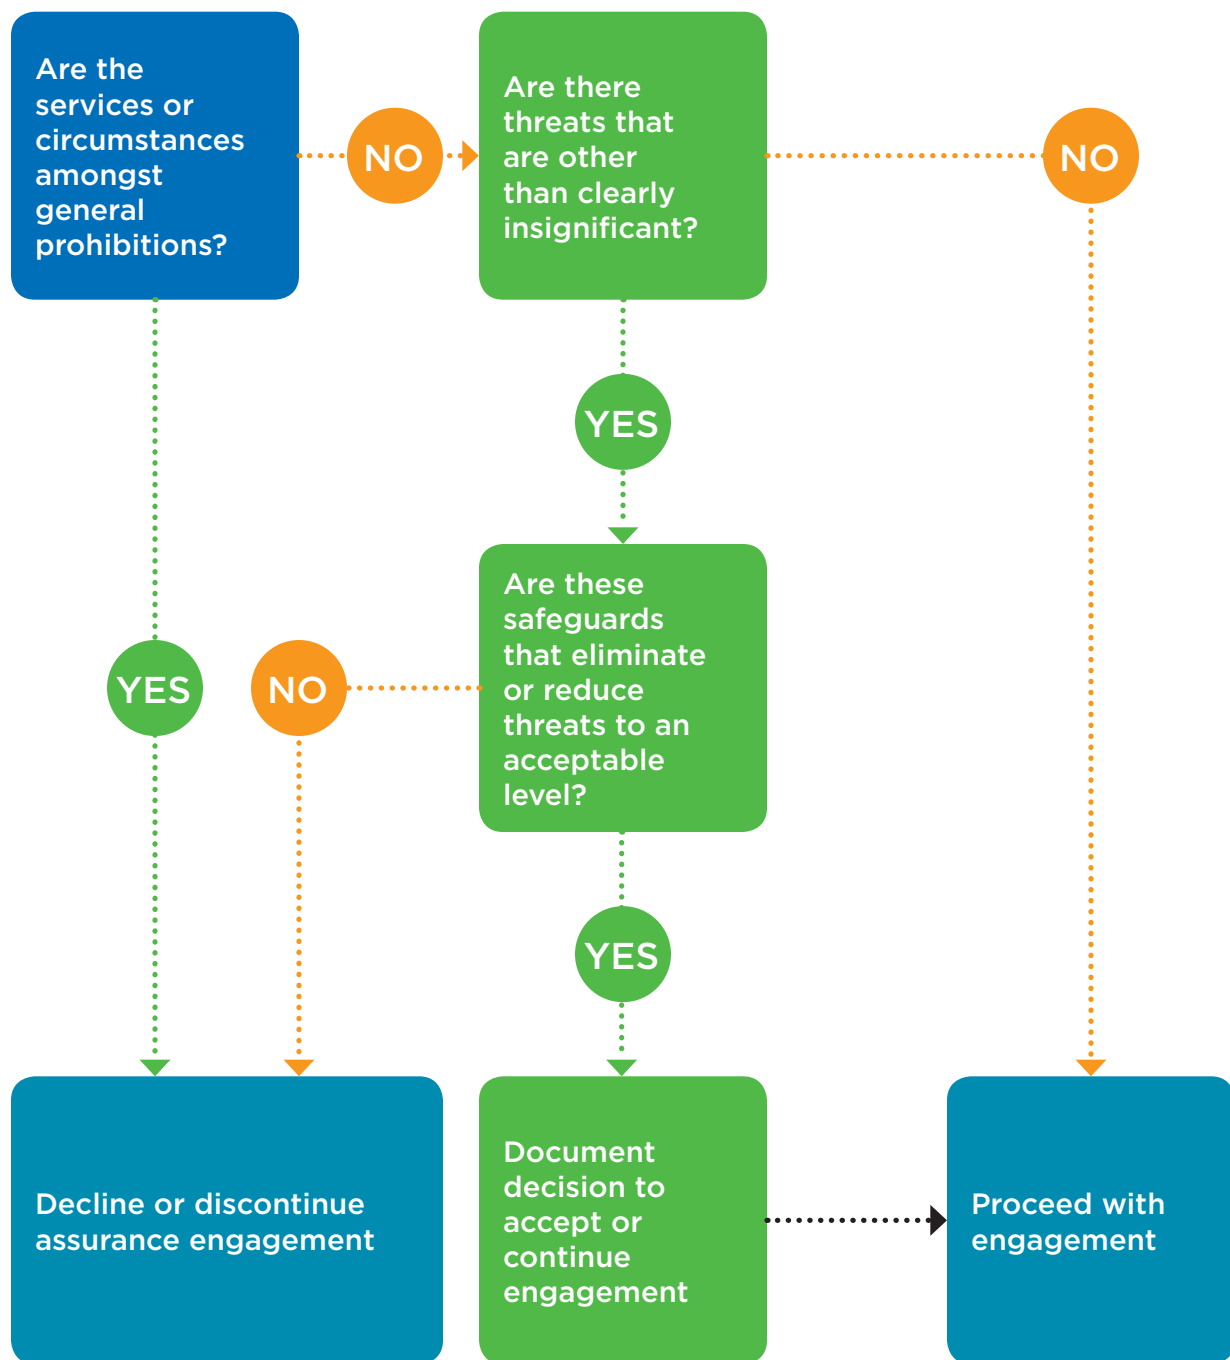 Are the
services or
circumstances
amongst
general
prohibitions?
NO
Are there
threats that
are other
than clearly
insignificant?
NO
YES
Are these
safeguards
that eliminate
or reduce
threats to an
acceptable
level?
YES
NO
YES
Decline or discontinue
assurance engagement
Document
decision to
accept or
continue
engagement
Proceed with
engagement